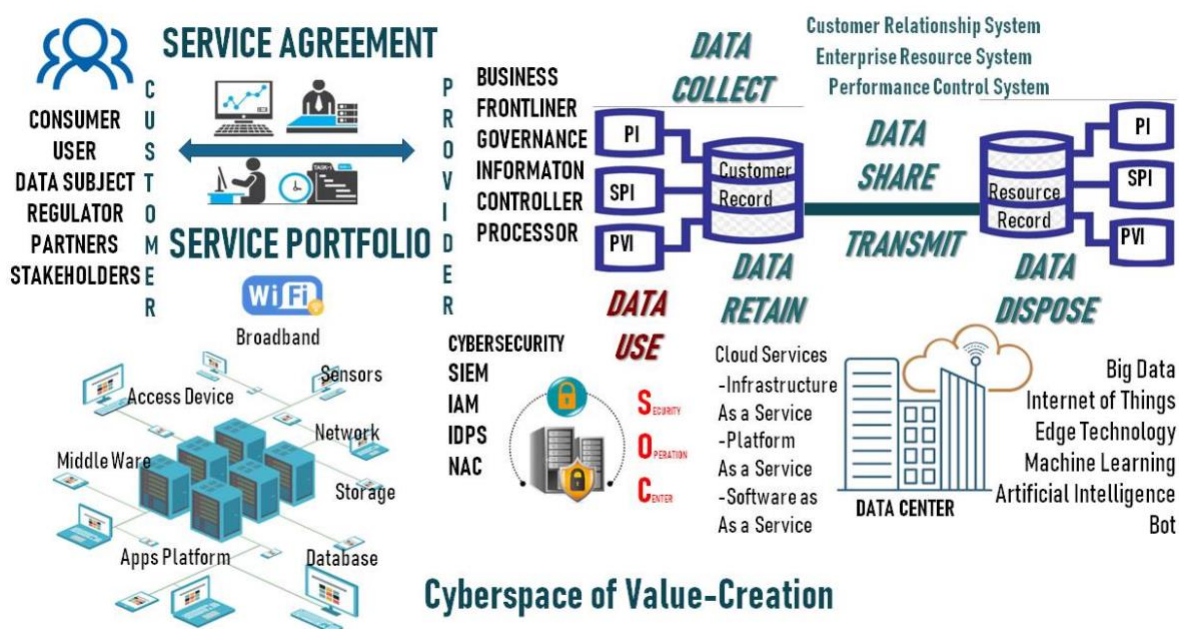 SERVICE AGREEMENT
CUSTOMER
CONSUMER
USER
DATA SUBJECT
REGULATOR
PARTNERS
STAKEHOLDERS
SERVICE PORTFOLIO
PROVIDER
BUSINESS
FRONTLINER
GOVERNANCE
INFORMATON
CONTROLLER
PROCESSOR
DATA
COLLECT
PI
SPI
PVI
Customer
Record
Customer Relationship System
Enterprise Resource System
Performance Control System
DATA
SHARE
TRANSMIT
Resource
Record
PI
SPI
PVI
DATA
USE
DATA
RETAIN
DATA
DISPOSE
WiFi
Broadband
Sensors
Access Device
Network
Middle Ware
Storage
Apps Platform
Database
CYBERSECURITY
SIEM
IAM
IDPS
NAC
SECURITY
OPERATION
CENTER
Cloud Services
-Infrastructure
As a Service
-Platform
As a Service
-Software as
As a Service
DATA CENTER
Big Data
Internet of Things
Edge Technology
Machine Learning
Artificial Intelligence
Bot
Cyberspace of Value-Creation